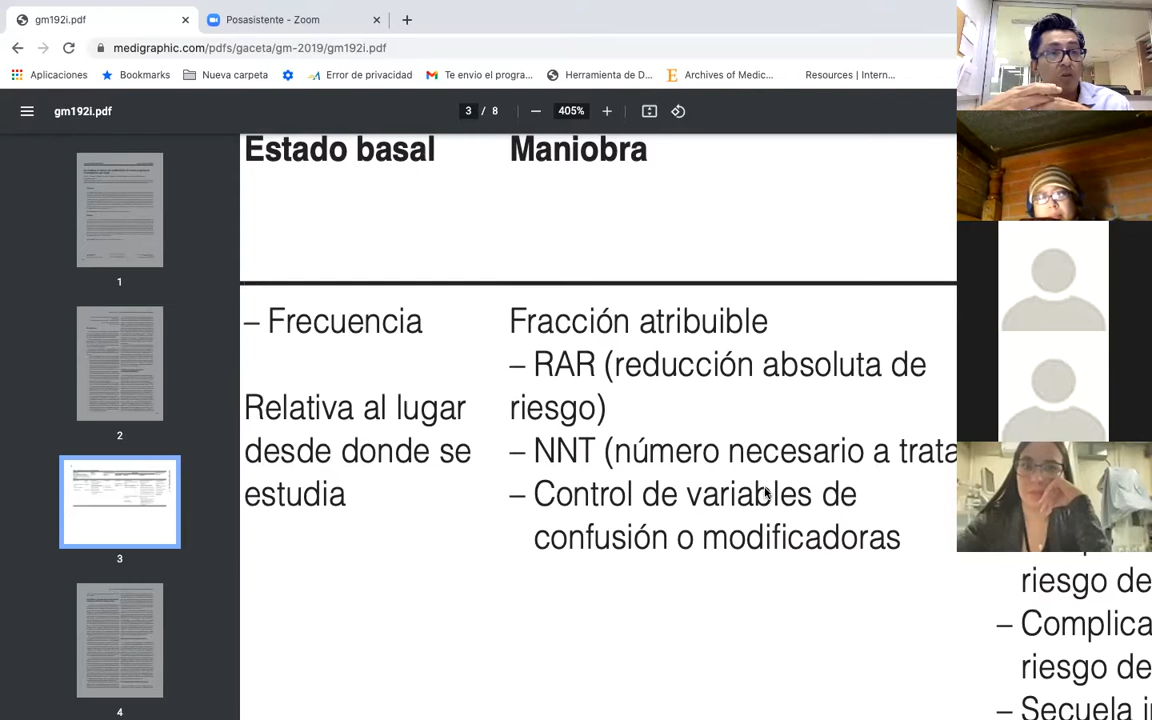 gm192i.pdf
Posasistente - Zoom
medigraphic.com/pdfs/gaceta/gm-2019/gm192i.pdf
Aplicaciones
Bookmarks
Nueva carpeta
Error de privacidad
Te envio el progra...
Herramienta de D...
Archives of Medic...
Resources | Intern...
gm192i.pdf
3 / 8
405%
Estado basal
Maniobra
– Frecuencia
Relativa al lugar
desde donde se
estudia
Fracción atribuible
– RAR (reducción absoluta de
riesgo)
– NNT (número necesario a trata
– Control de variables de
confusión o modificadoras
riesgo de
– Complica
riesgo de
– Secuela i
1
2
3
4